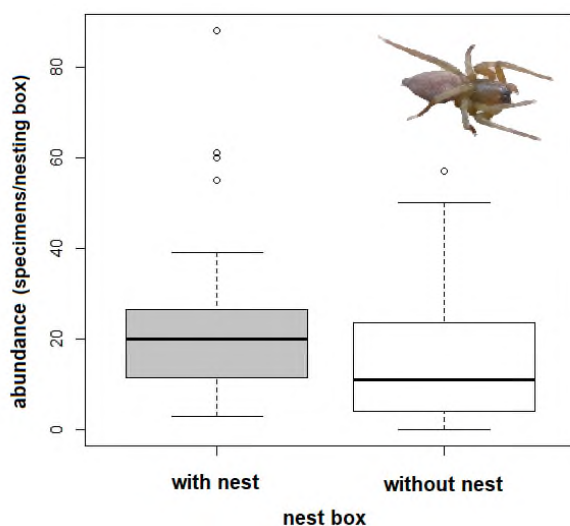 abundance (specimens/nesting box)
80
60
40
20
0
with nest
without nest
nest box